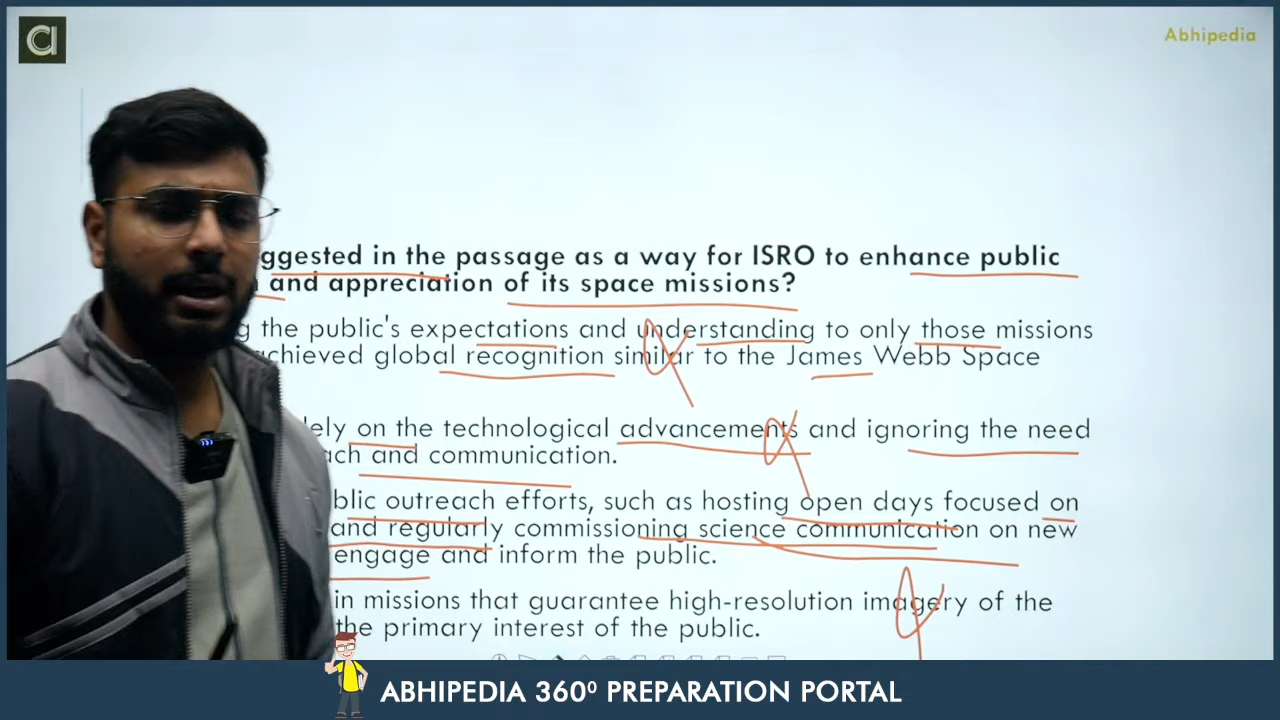 Abhipedia
ggested in the passage as a way for ISRO to enhance public
and appreciation of its space missions?
g the public's expectations and understanding to only those missions
achieved global recognition similar to the James Webb Space
lely on the technological advancements and ignoring the need
ach and communication.
blic outreach efforts, such as hosting open days focused on
and regularly commissioning science communication on new
engage and inform the public.
in missions that guarantee high-resolution imagery of the
the primary interest of the public.
ABHIPEDIA 360⁰ PREPARATION PORTAL